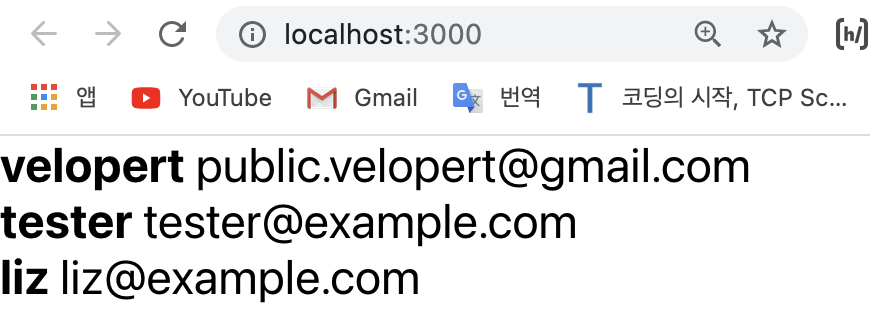 localhost:3000
앱 YouTube Gmail 번역 코딩의 시작, TCP Sc...
velopert public.velopert@gmail.com
tester tester@example.com
liz liz@example.com